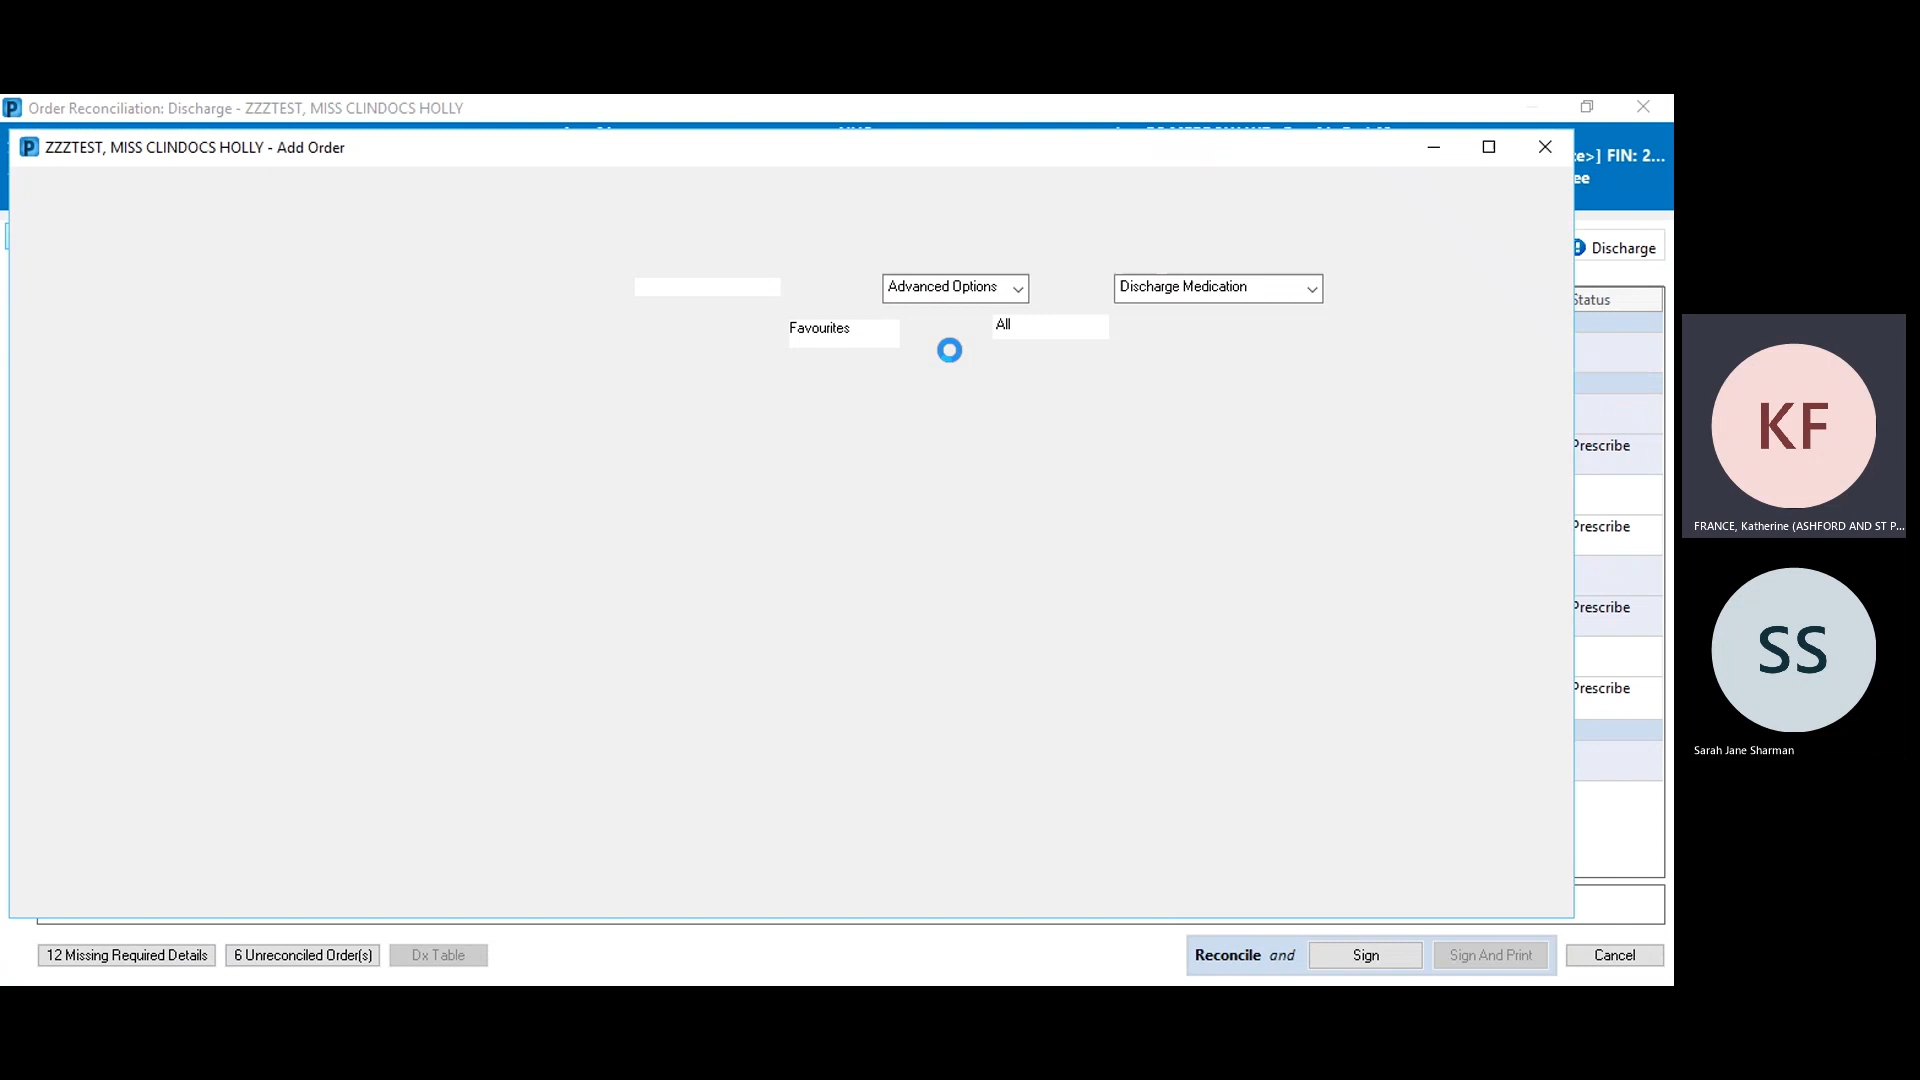 Order Reconciliation: Discharge - ZZZTEST, MISS CLINDOCS HOLLY
ZZZTEST, MISS CLINDOCS HOLLY - Add Order
e>] FIN: 2...
ee
Discharge
Advanced Options
Discharge Medication
Status
Favourites
All
KF
Prescribe
FRANCE, Katherine (ASHFORD AND ST P...
Prescribe
Prescribe
SS
Prescribe
Sarah Jane Sharman
12 Missing Required Details
6 Unreconciled Order(s)
Dx Table
Reconcile and
Sign
Sign And Print
Cancel